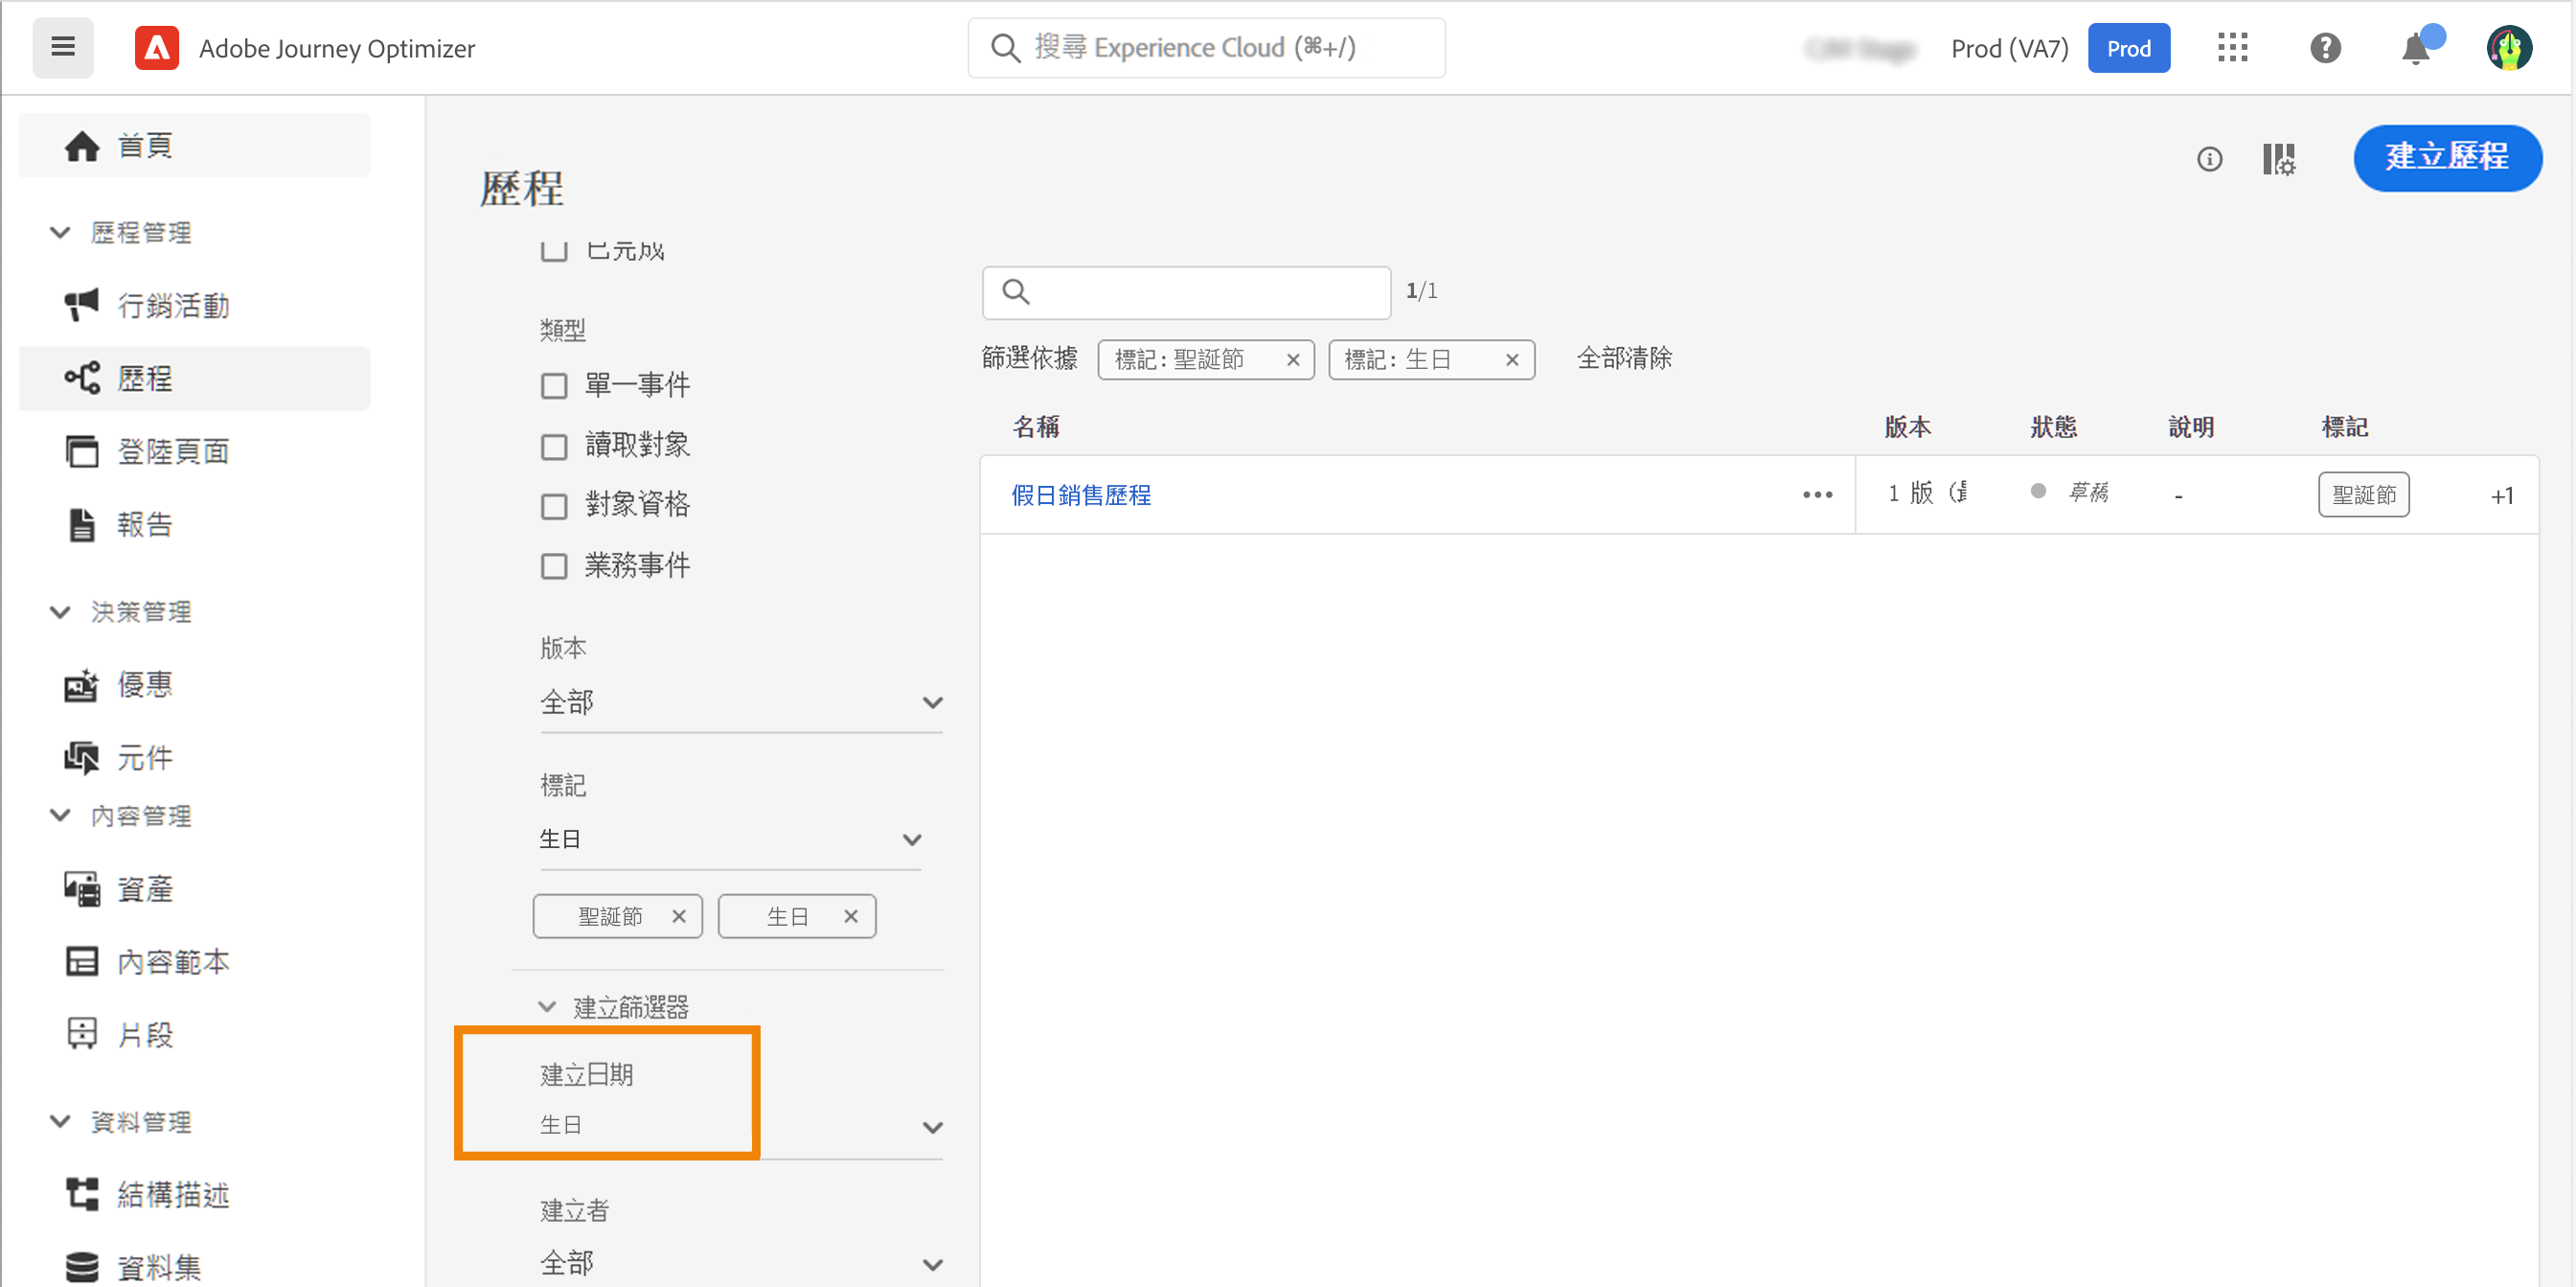 Adobe Journey Optimizer
搜尋 Experience Cloud (⌘+/)
Prod (VA7)
Prod
首頁
歷程管理
行銷活動
歷程
登陸頁面
報告
決策管理
優惠
元件
內容管理
資產
內容範本
片段
資料管理
結構描述
資料集
歷程
建立歷程
已完成
類型
單一事件
讀取對象
對象資格
業務事件
版本
全部
標記
生日
聖誕節
生日
建立篩選器
建立日期
生日
建立者
全部
1/1
篩選依據
標記: 聖誕節
標記: 生日
全部清除
名稱
版本
狀態
說明
標記
假日銷售歷程
1 版
草稿
-
聖誕節
+1